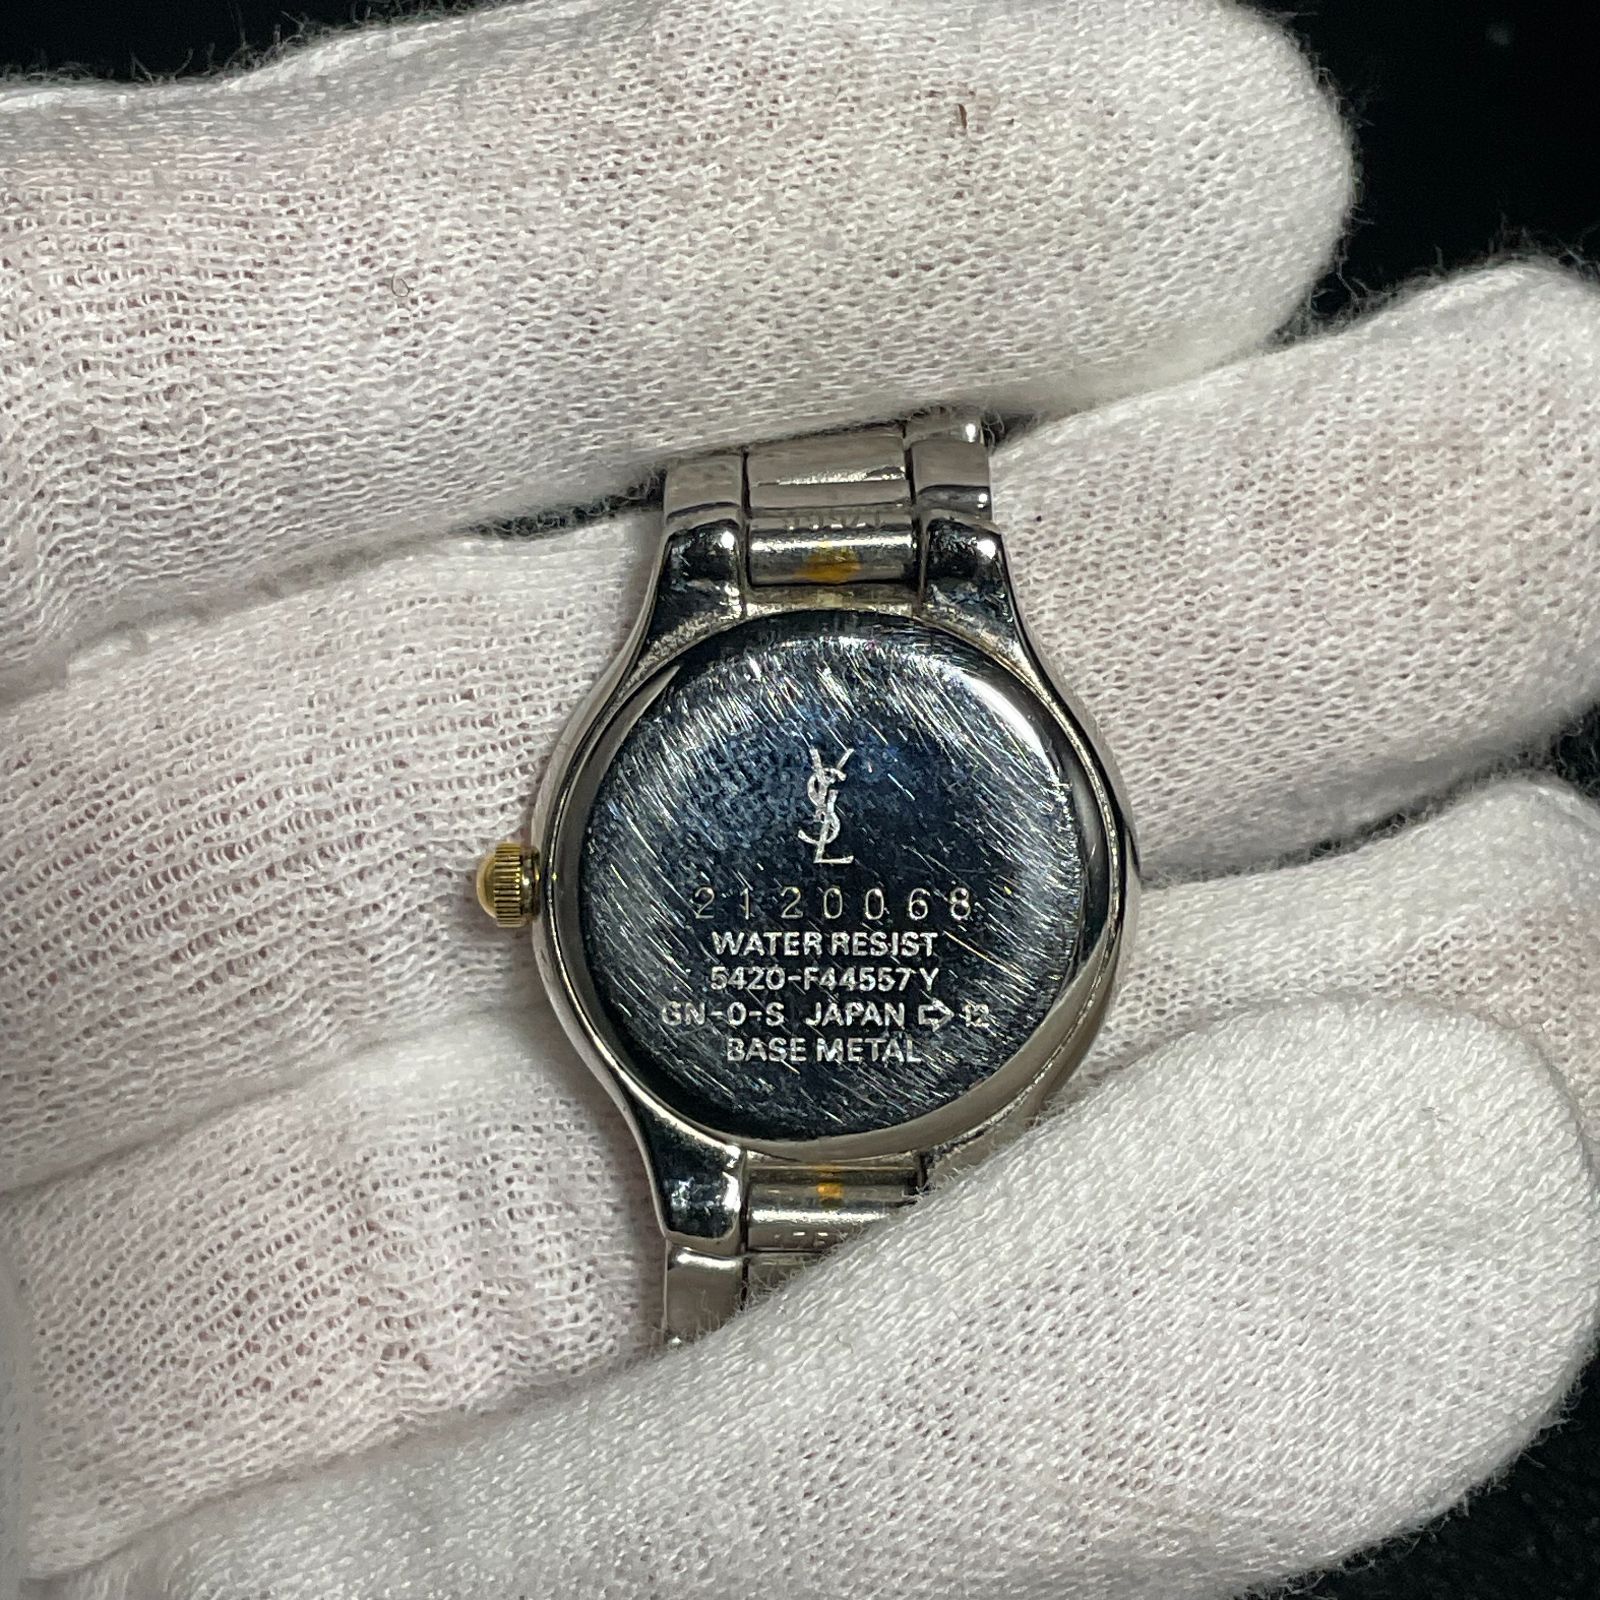 YSL
2120068
WATER RESIST
5420-F44557Y
GN-0-S JAPAN ⇨ 12
BASE METAL